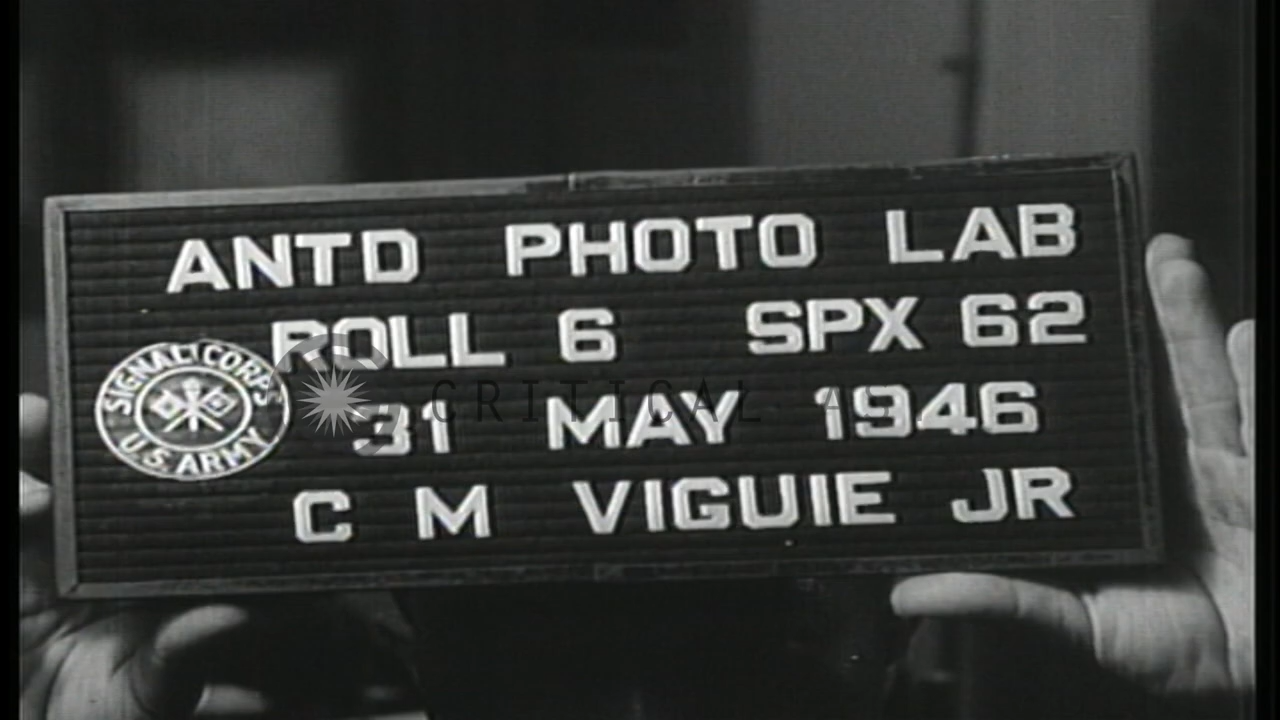 ANTD PHOTO LAB
ROLL 6 SPX 62
SIGNAL CORPS
U.S. ARMY
31 MAY 1946
C M VIGUIE JR
CRITICAL